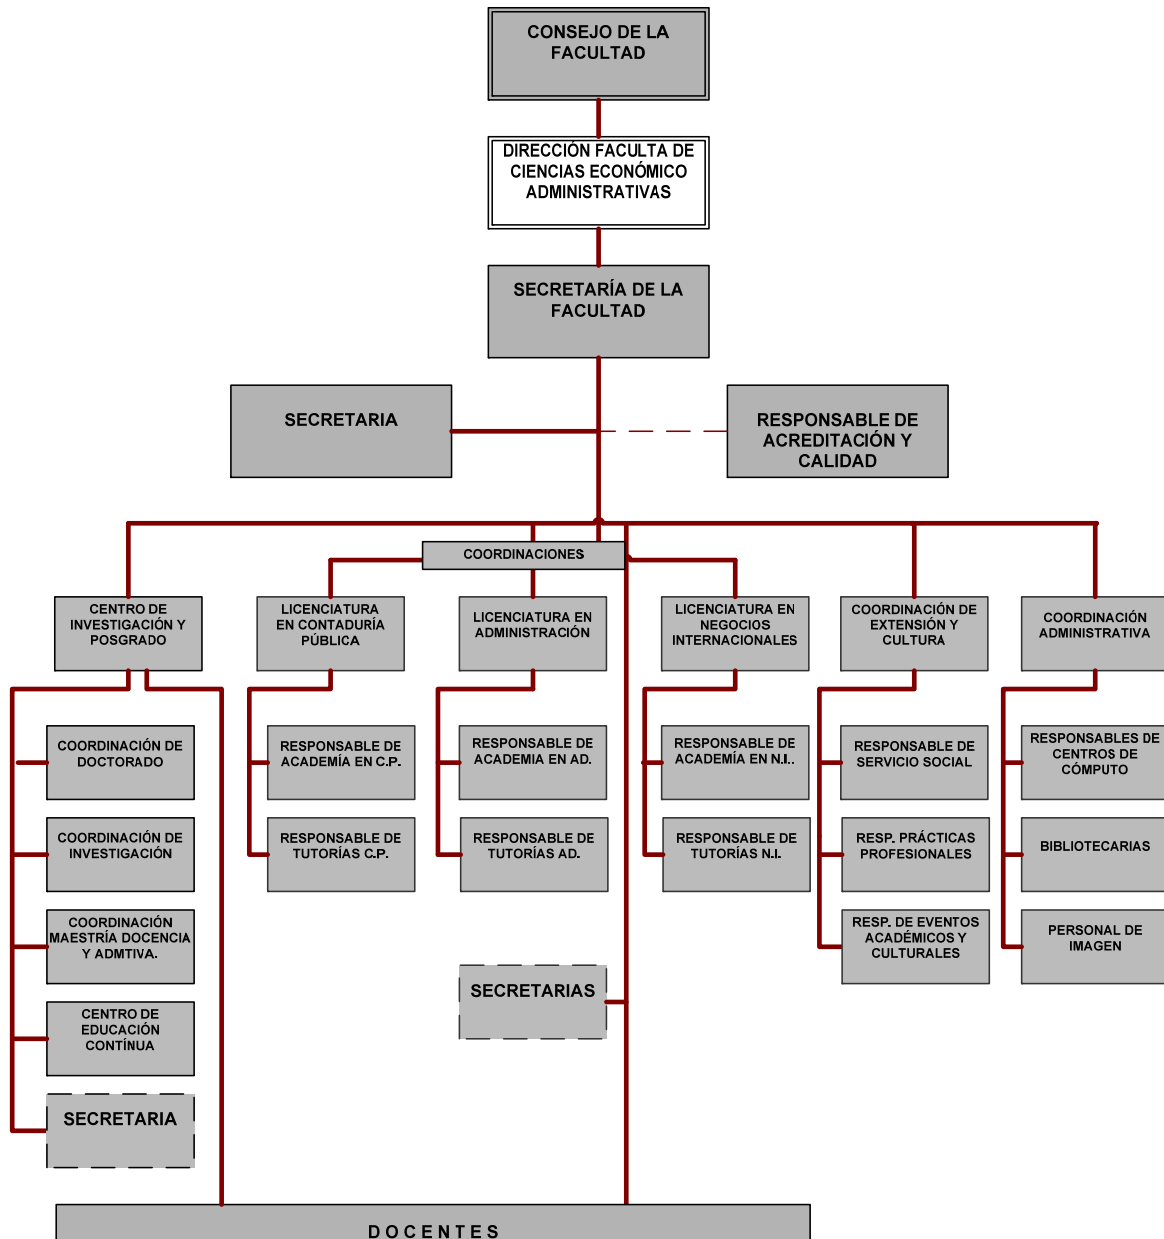 CONSEJO DE LA
FACULTAD
DIRECCIÓN FACULTA DE
CIENCIAS ECONÓMICO
ADMINISTRATIVAS
SECRETARÍA DE LA
FACULTAD
SECRETARIA
RESPONSABLE DE
ACREDITACIÓN Y
CALIDAD
COORDINACIONES
CENTRO DE
INVESTIGACIÓN Y
POSGRADO
LICENCIATURA
EN CONTADURÍA
PÚBLICA
LICENCIATURA EN
ADMINISTRACIÓN
LICENCIATURA EN
NEGOCIOS
INTERNACIONALES
COORDINACIÓN DE
EXTENSIÓN Y
CULTURA
COORDINACIÓN
ADMINISTRATIVA
COORDINACIÓN DE
DOCTORADO
RESPONSABLE DE
ACADEMÍA EN C.P.
RESPONSABLE DE
ACADEMIA EN AD.
RESPONSABLE DE
ACADEMÍA EN N.I..
RESPONSABLE DE
SERVICIO SOCIAL
RESPONSABLES DE
CENTROS DE
CÓMPUTO
COORDINACIÓN DE
INVESTIGACIÓN
RESPONSABLE DE
TUTORÍAS C.P.
RESPONSABLE DE
TUTORÍAS AD.
RESPONSABLE DE
TUTORÍAS N.I.
RESP. PRÁCTICAS
PROFESIONALES
BIBLIOTECARIAS
COORDINACIÓN
MAESTRÍA DOCENCIA
Y ADMTIVA.
RESP. DE EVENTOS
ACADÉMICOS Y
CULTURALES
PERSONAL DE
IMAGEN
SECRETARIAS
CENTRO DE
EDUCACIÓN
CONTÍNUA
SECRETARIA
DOCENTES